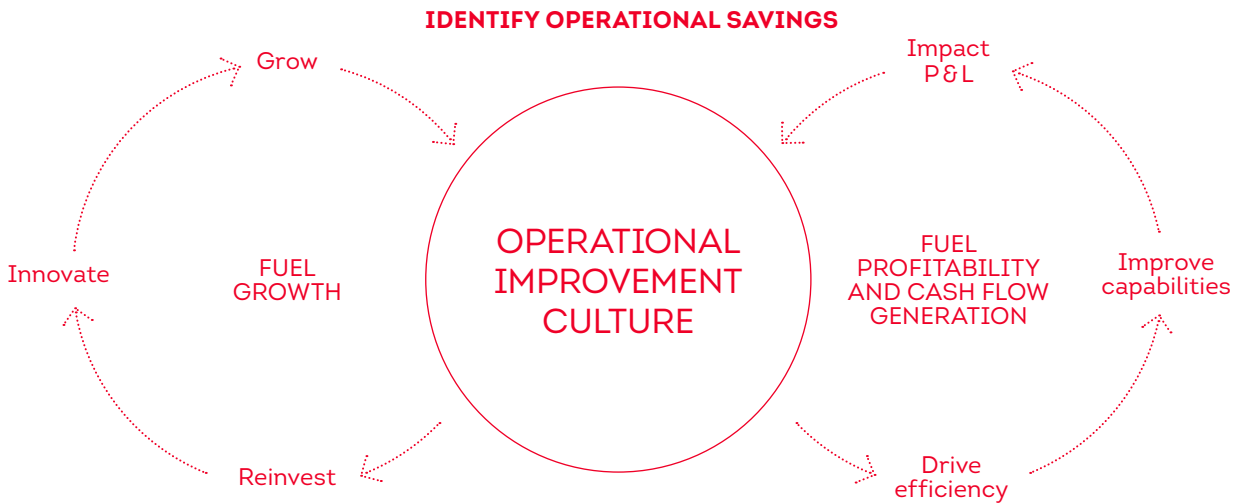 IDENTIFY OPERATIONAL SAVINGS
Grow
Impact
P & L
Innovate
FUEL
GROWTH
OPERATIONAL
IMPROVEMENT
CULTURE
FUEL
PROFITABILITY
AND CASH FLOW
GENERATION
Improve
capabilities
Reinvest
Drive
efficiency